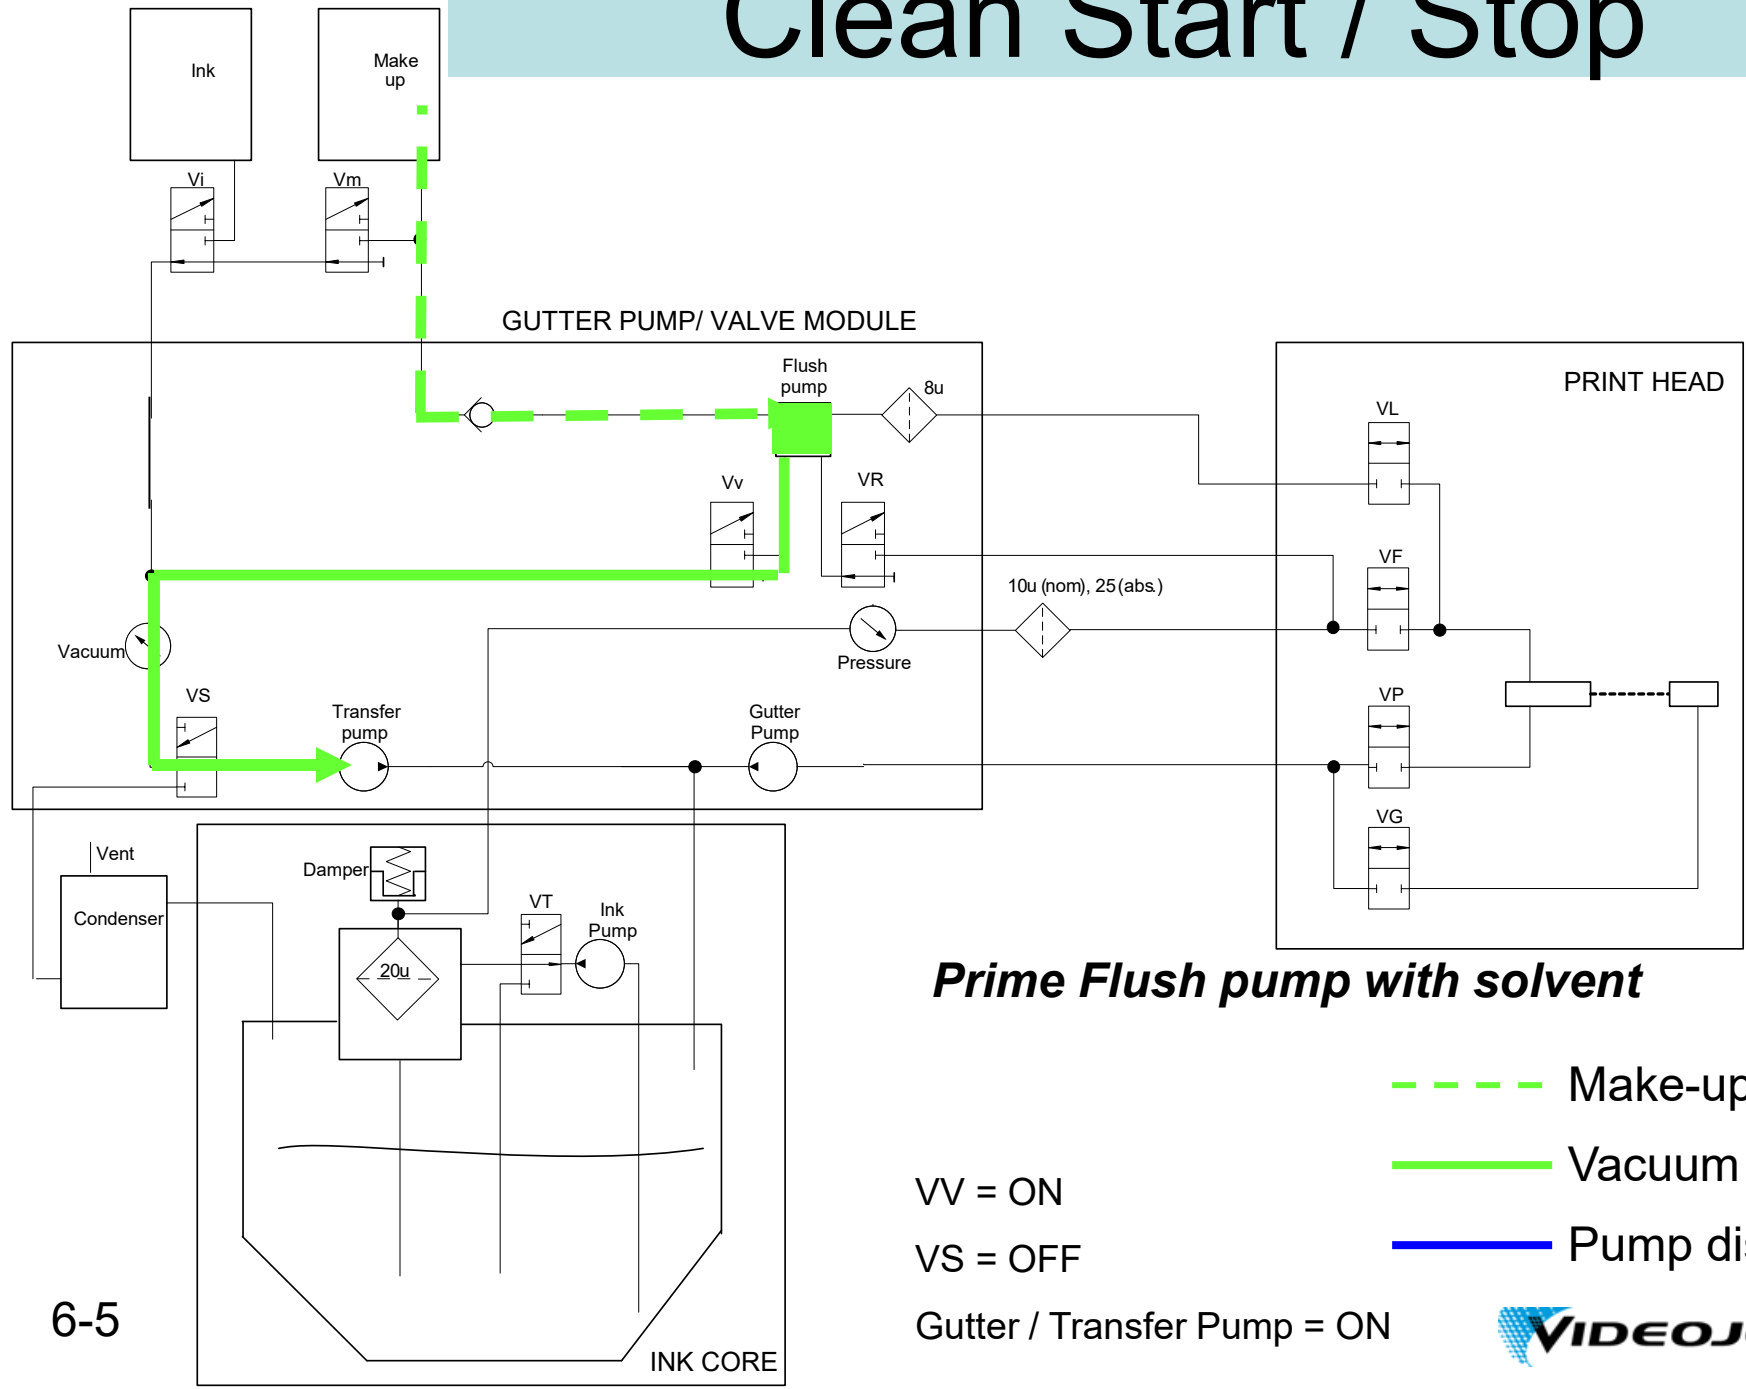 Clean Start / Stop
Ink
Make
up
Vi
Vm
GUTTER PUMP/ VALVE MODULE
Flush
pump
8u
PRINT HEAD
VL
Vv
VR
VF
10u (nom), 25 (abs.)
Vacuum
Pressure
VS
Transfer
pump
Gutter
Pump
VP
VG
Vent
Damper
Condenser
VT
Ink
Pump
20u
Prime Flush pump with solvent
Make-up
Vacuum
Pump
VV = ON
VS = OFF
Gutter / Transfer Pump = ON
6-5
INK CORE